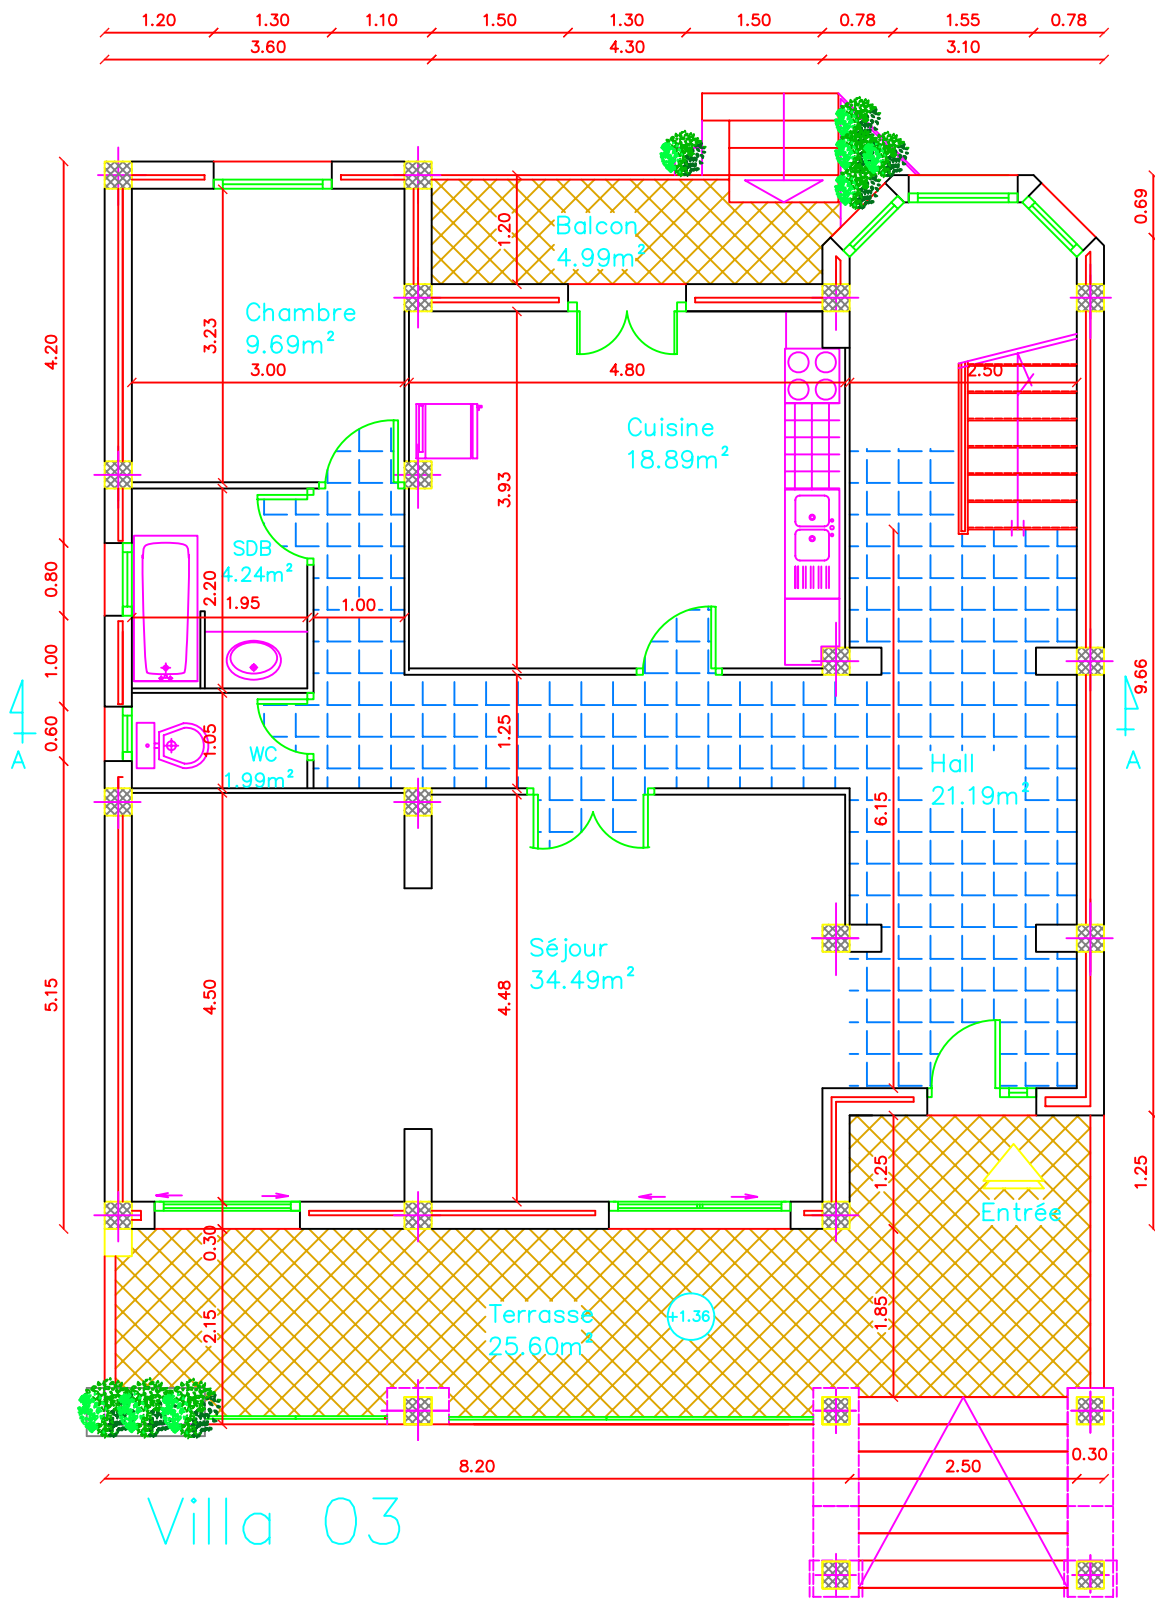 1.20 1.30 1.10 1.50 1.30 1.50 0.78 1.55 0.78
3.60 4.30 3.10
0.69
1.20
Balcon
4.99m²
Chambre
9.69m²
3.23
4.20
3.00 4.80 2.50
Cuisine
18.89m²
3.93
SDB
4.24m²
0.80
2.20
1.95 1.00
1.00
9.66
0.60
1.05
1.25
A
A
WC
1.99m²
Hall
21.19m²
6.15
Séjour
34.49m²
5.15
4.50
4.48
1.25
1.25
Entrée
0.30
Terrasse
25.60m²
+1.36
2.15
1.85
8.20 2.50 0.30
Villa 03